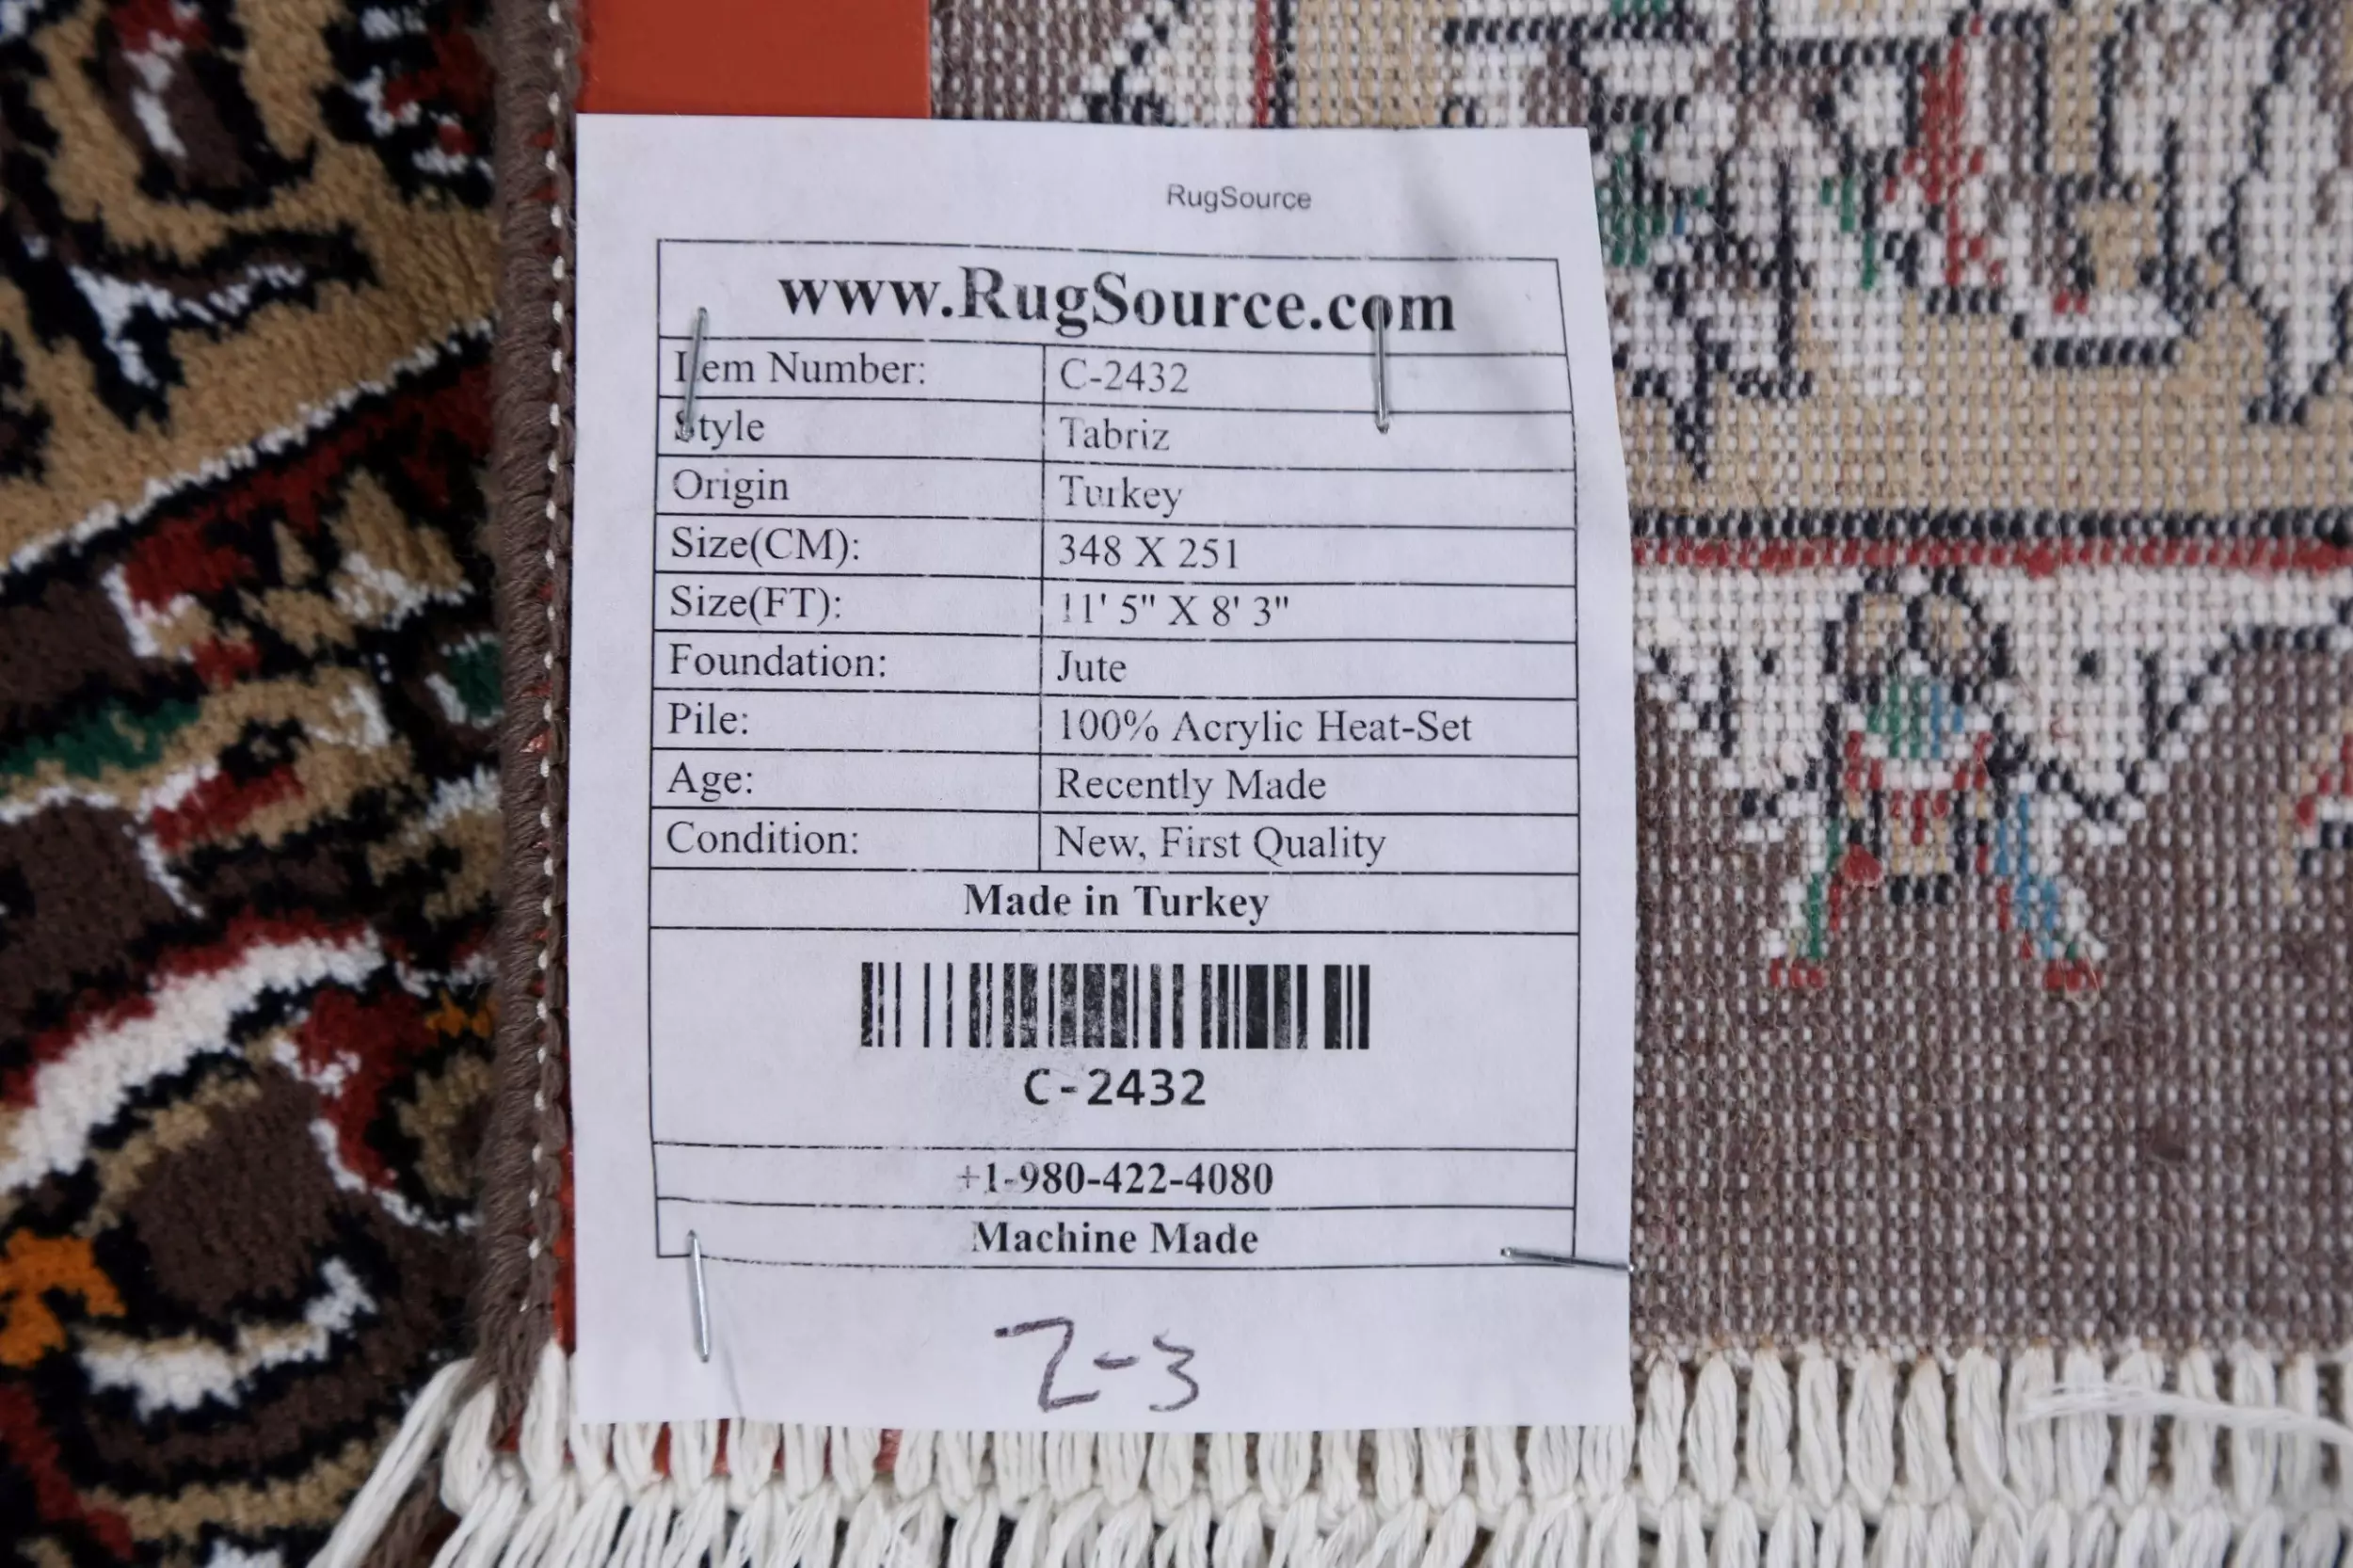 RugSource
www.RugSource.com
Item Number: C-2432
Style Tabriz
Origin Turkey
Size(CM): 348 X 251
Size(FT): 11' 5" X 8' 3"
Foundation: Jute
Pile: 100% Acrylic Heat-Set
Age: Recently Made
Condition: New, First Quality
Made in Turkey
C-2432
+1-980-422-4080
Machine Made
Z-3